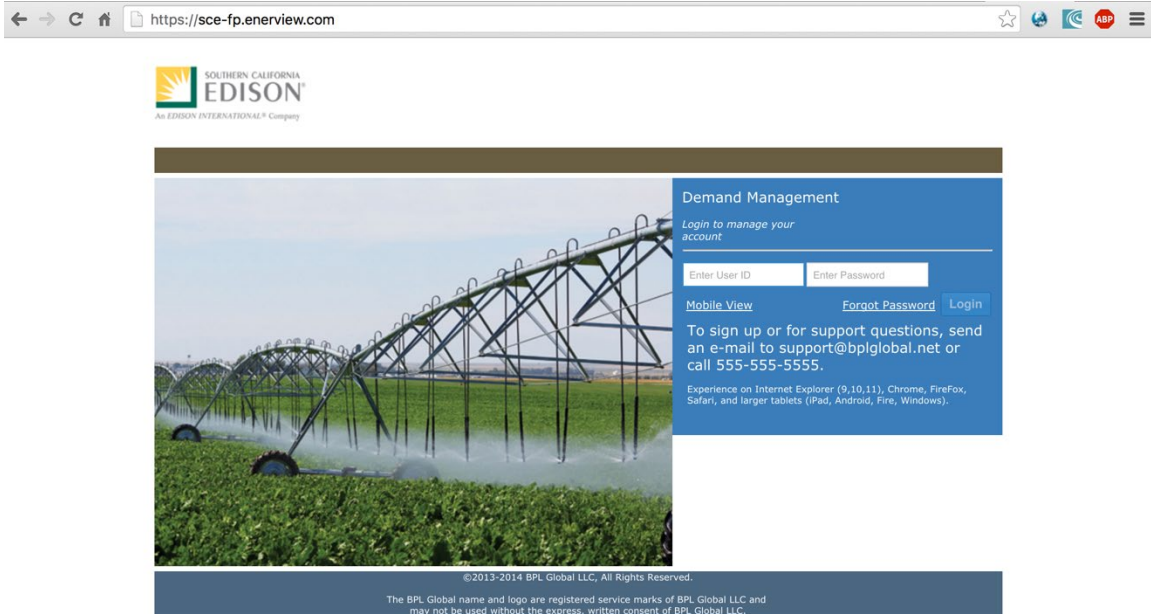 https://sce-fp.enerview.com
ABP
SOUTHERN CALIFORNIA
EDISON®
An EDISON INTERNATIONAL® Company
Demand Management
Login to manage your
account
Enter User ID
Enter Password
Mobile View
Forgot Password
Login
To sign up or for support questions, send
an e-mail to support@bplglobal.net or
call 555-555-5555.
Experience on Internet Explorer (9,10,11), Chrome, FireFox,
Safari, and larger tablets (iPad, Android, Fire, Windows).
©2013-2014 BPL Global LLC, All Rights Reserved.
The BPL Global name and logo are registered service marks of BPL Global LLC and
may not be used without the express, written consent of BPL Global LLC.